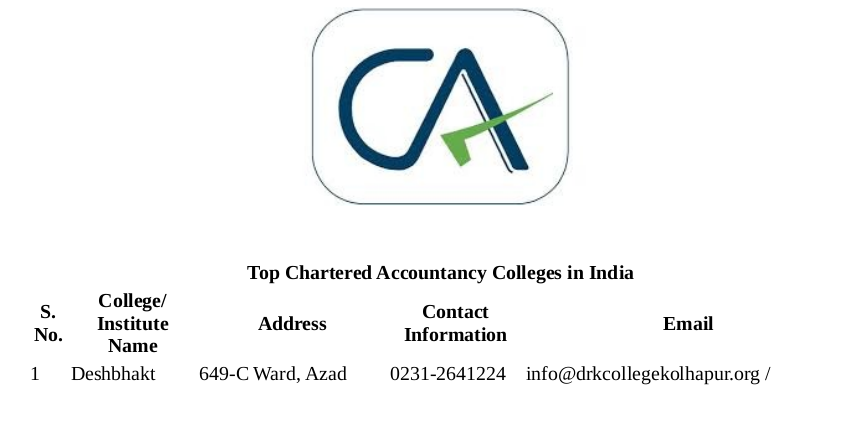 CA
Top Chartered Accountancy Colleges in India
S. No. College/ Institute Name Address Contact Information Email
1 Deshbhakt 649-C Ward, Azad 0231-2641224 info@drkcollegekolhapur.org /